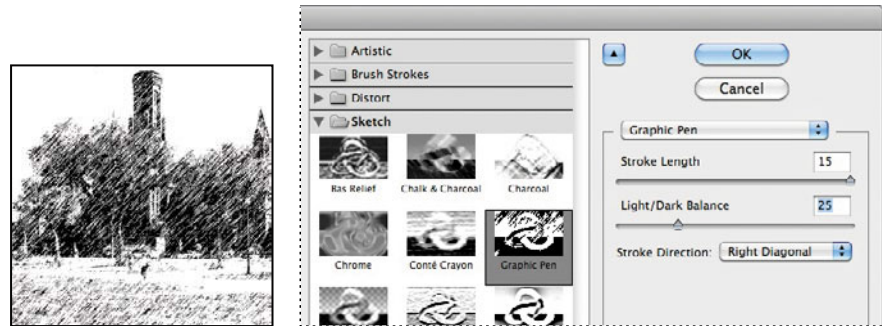 Artistic
Brush Strokes
Distort
Sketch
Bas Relief
Chalk & Charcoal
Charcoal
Chrome
Conté Crayon
Graphic Pen
OK
Cancel
Graphic Pen
Stroke Length 15
Light/Dark Balance 25
Stroke Direction: Right Diagonal